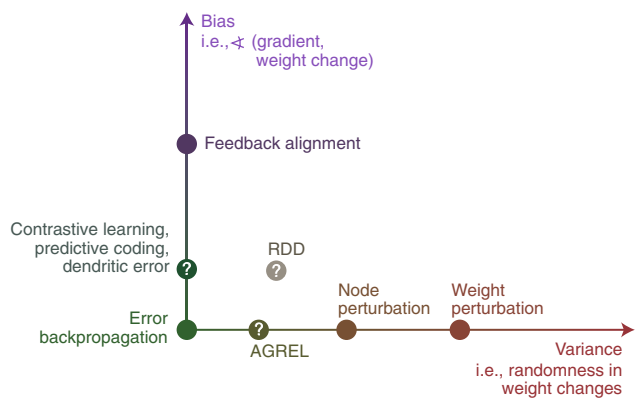 Bias
i.e., ∢ (gradient,
weight change)
Feedback alignment
Contrastive learning,
predictive coding,
dendritic error
?
RDD
?
Node
perturbation
Weight
perturbation
Error
backpropagation
?
AGREL
Variance
i.e., randomness in
weight changes